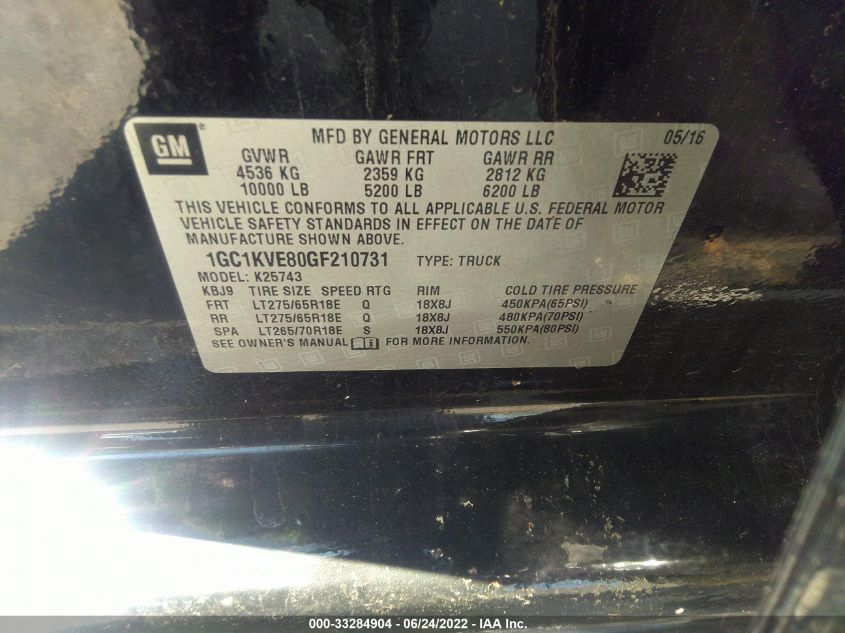 GM ®
MFD BY GENERAL MOTORS LLC 05/16
GVWR GAWR FRT GAWR RR
4536 KG 2359 KG 2812 KG
10000 LB 5200 LB 6200 LB
THIS VEHICLE CONFORMS TO ALL APPLICABLE U.S. FEDERAL MOTOR
VEHICLE SAFETY STANDARDS IN EFFECT ON THE DATE OF
MANUFACTURE SHOWN ABOVE.
1GC1KVE80GF210731 TYPE: TRUCK
MODEL: K25743
KBJ9 TIRE SIZE SPEED RTG RIM COLD TIRE PRESSURE
FRT LT275/65R18E Q 18X8J 450KPA(65PSI)
RR LT275/65R18E Q 18X8J 480KPA(70PSI)
SPA LT265/70R18E S 18X8J 550KPA(80PSI)
SEE OWNER'S MANUAL FOR MORE INFORMATION.
000-33284904 - 06/24/2022 - IAA Inc.